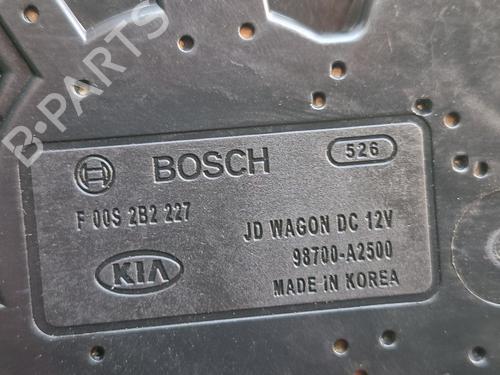 B-PARTS
BOSCH
526
F 00S 2B2 227
JD WAGON DC 12V
98700-A2500
KIA
MADE IN KOREA